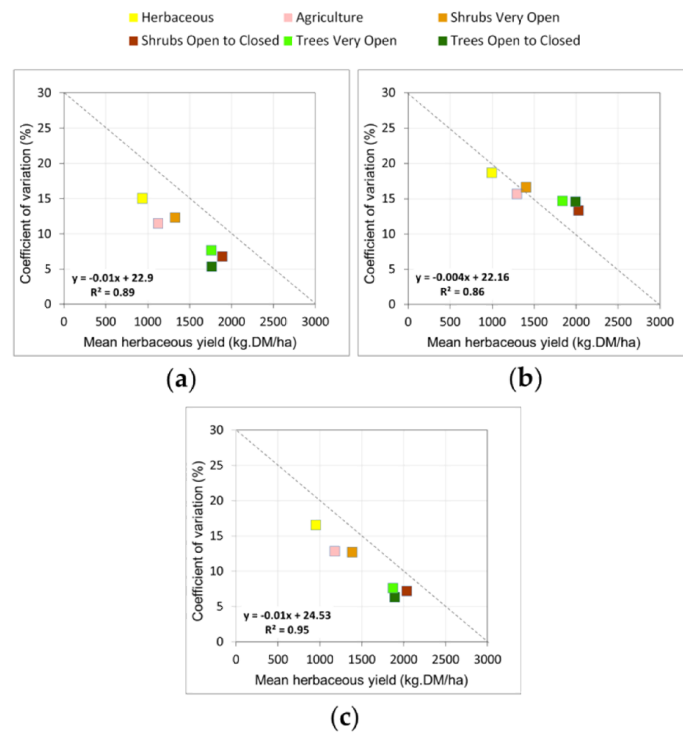 Herbaceous Agriculture Shrubs Very Open
Shrubs Open to Closed Trees Very Open Trees Open to Closed
Coefficient of variation (%)
30
25
20
15
10
5
0
y = -0.01x + 22.9
R² = 0.89
0 500 1000 1500 2000 2500 3000
Mean herbaceous yield (kg.DM/ha)
(a)
Coefficient of variation (%)
30
25
20
15
10
5
0
y = -0.004x + 22.16
R² = 0.86
0 500 1000 1500 2000 2500 3000
Mean herbaceous yield (kg.DM/ha)
(b)
Coefficient of variation (%)
30
25
20
15
10
5
0
y = -0.01x + 24.53
R² = 0.95
0 500 1000 1500 2000 2500 3000
Mean herbaceous yield (kg.DM/ha)
(c)